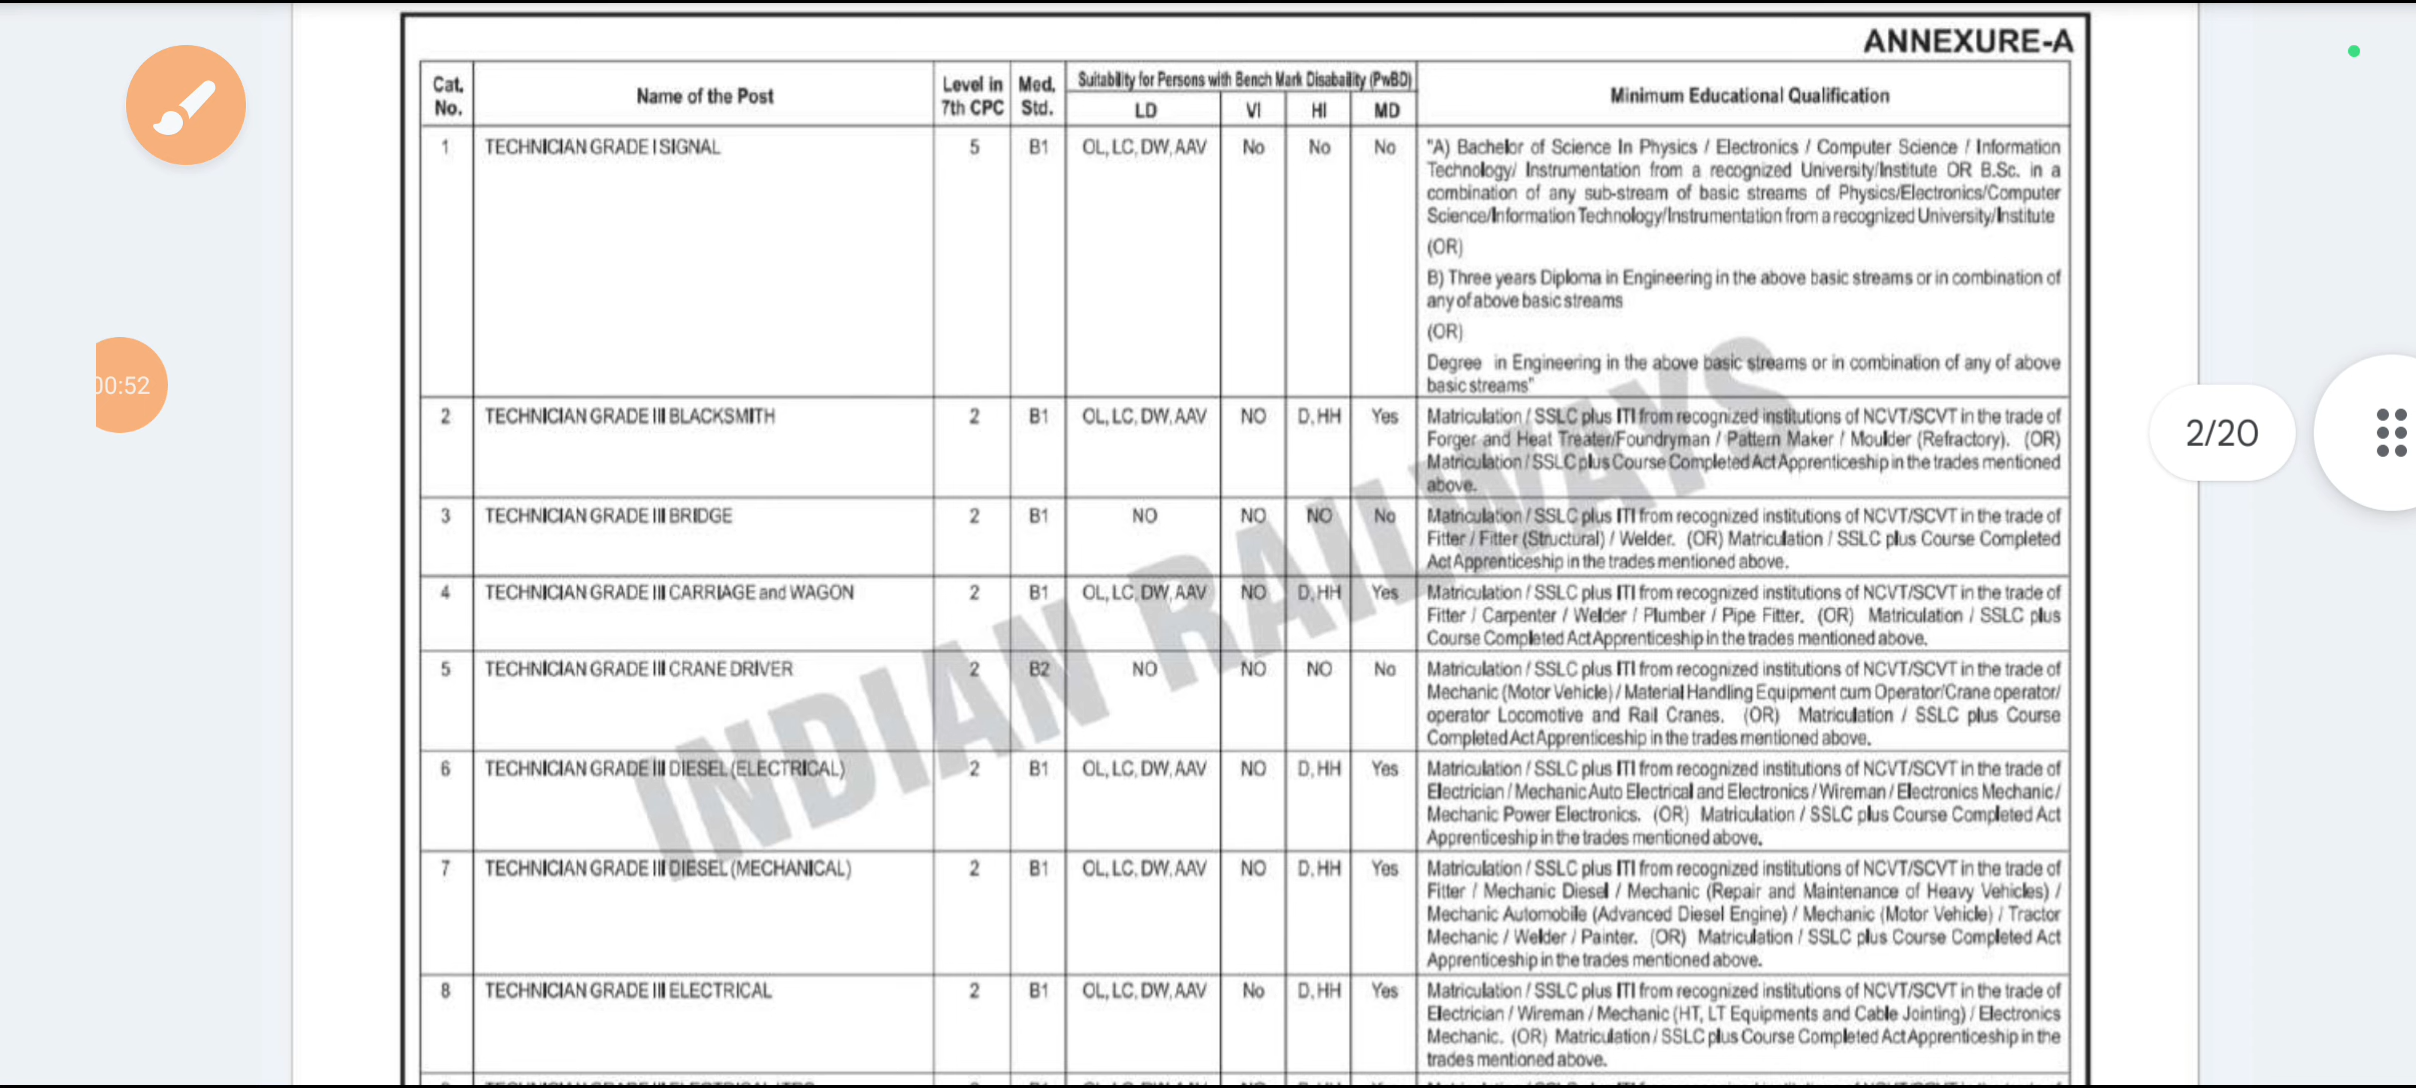 ANNEXURE-A
Cat. No.
Name of the Post
Level in 7th CPC
Med. Std.
Suitability for Persons with Bench Mark Disabaility (PwBD)
LD VI HI MD
Minimum Educational Qualification
1 TECHNICIAN GRADE I SIGNAL 5 B1 OL, LC, DW, AAV No No No
"A) Bachelor of Science In Physics / Electronics / Computer Science / Information
Technology/ Instrumentation from a recognized University/Institute OR B.Sc. in a
combination of any sub-stream of basic streams of Physics/Electronics/Computer
Science/Information Technology/Instrumentation from a recognized University/Institute
(OR)
B) Three years Diploma in Engineering in the above basic streams or in combination of
any of above basic streams
(OR)
Degree in Engineering in the above basic streams or in combination of any of above
basic streams"
2 TECHNICIAN GRADE III BLACKSMITH 2 B1 OL, LC, DW, AAV NO D, HH Yes
Matriculation / SSLC plus ITI from recognized institutions of NCVT/SCVT in the trade of
Forger and Heat Treater/Foundryman / Pattern Maker / Moulder (Refractory). (OR)
Matriculation / SSLC plus Course Completed Act Apprenticeship in the trades mentioned
above.
3 TECHNICIAN GRADE III BRIDGE 2 B1 NO NO NO No
Matriculation / SSLC plus ITI from recognized institutions of NCVT/SCVT in the trade of
Fitter / Fitter (Structural) / Welder. (OR) Matriculation / SSLC plus Course Completed
Act Apprenticeship in the trades mentioned above.
4 TECHNICIAN GRADE III CARRIAGE and WAGON 2 B1 OL, LC, DW, AAV NO D, HH Yes
Matriculation / SSLC plus ITI from recognized institutions of NCVT/SCVT in the trade of
Fitter / Carpenter / Welder / Plumber / Pipe Fitter. (OR) Matriculation / SSLC plus
Course Completed Act Apprenticeship in the trades mentioned above.
5 TECHNICIAN GRADE III CRANE DRIVER 2 B2 NO NO NO No
Matriculation / SSLC plus ITI from recognized institutions of NCVT/SCVT in the trade of
Mechanic (Motor Vehicle) / Material Handling Equipment cum Operator/Crane operator/
operator Locomotive and Rail Cranes. (OR) Matriculation / SSLC plus Course
Completed Act Apprenticeship in the trades mentioned above.
6 TECHNICIAN GRADE III DIESEL (ELECTRICAL) 2 B1 OL, LC, DW, AAV NO D, HH Yes
Matriculation / SSLC plus ITI from recognized institutions of NCVT/SCVT in the trade of
Electrician / Mechanic Auto Electrical and Electronics / Wireman / Electronics Mechanic /
Mechanic Power Electronics. (OR) Matriculation / SSLC plus Course Completed Act
Apprenticeship in the trades mentioned above.
7 TECHNICIAN GRADE III DIESEL (MECHANICAL) 2 B1 OL, LC, DW, AAV NO D, HH Yes
Matriculation / SSLC plus ITI from recognized institutions of NCVT/SCVT in the trade of
Fitter / Mechanic Diesel / Mechanic (Repair and Maintenance of Heavy Vehicles) /
Mechanic Automobile (Advanced Diesel Engine) / Mechanic (Motor Vehicle) / Tractor
Mechanic / Welder / Painter. (OR) Matriculation / SSLC plus Course Completed Act
Apprenticeship in the trades mentioned above.
8 TECHNICIAN GRADE III ELECTRICAL 2 B1 OL, LC, DW, AAV No D, HH Yes
Matriculation / SSLC plus ITI from recognized institutions of NCVT/SCVT in the trade of
Electrician / Wireman / Mechanic (HT, LT Equipments and Cable Jointing) / Electronics
Mechanic. (OR) Matriculation / SSLC plus Course Completed Act Apprenticeship in the
trades mentioned above.
INDIAN RAILWAYS
00:52
2/20